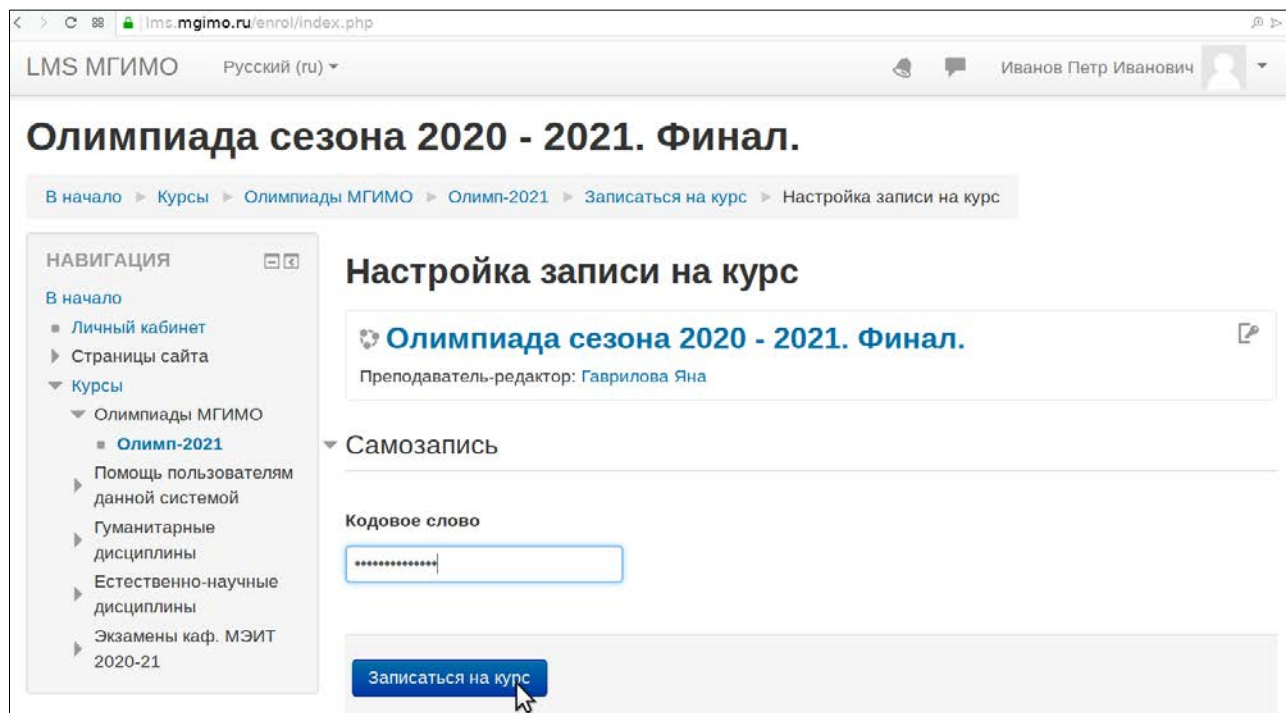 lms.mgimo.ru/enrol/index.php
LMS МГИМО Русский (ru) Иванов Петр Иванович
Олимпиада сезона 2020 - 2021. Финал.
В начало Курсы Олимпиады МГИМО Олимп-2021 Записаться на курс Настройка записи на курс
НАВИГАЦИЯ
В начало
Личный кабинет
Страницы сайта
Курсы
Олимпиады МГИМО
Олимп-2021
Помощь пользователям
данной системой
Гуманитарные
дисциплины
Естественно-научные
дисциплины
Экзамены каф. МЭИТ
2020-21
Настройка записи на курс
Олимпиада сезона 2020 - 2021. Финал.
Преподаватель-редактор: Гаврилова Яна
Самозапись
Кодовое слово
••••••••••••••
Записаться на курс